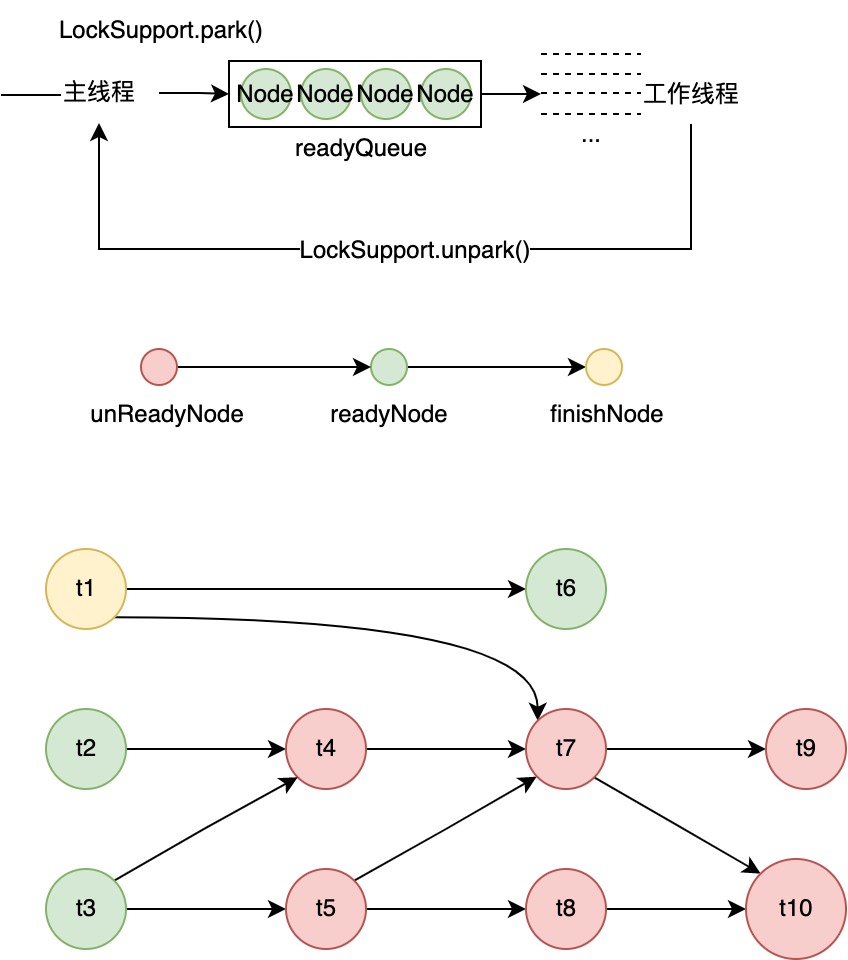 LockSupport.park()
主线程
Node Node Node Node
工作线程
readyQueue
...
LockSupport.unpark()
unReadyNode
readyNode
finishNode
t1
t6
t2
t4
t7
t9
t3
t5
t8
t10